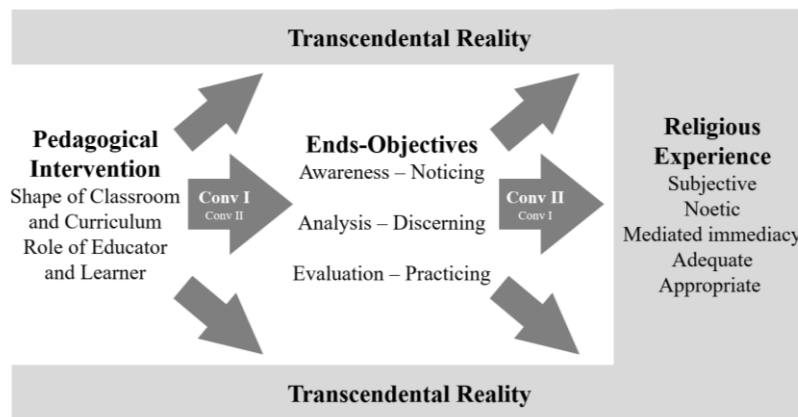 Transcendental Reality
Pedagogical
Intervention
Shape of Classroom
and Curriculum
Role of Educator
and Learner
Conv I
Conv II
Ends-Objectives
Awareness – Noticing
Analysis – Discerning
Evaluation – Practicing
Conv II
Conv I
Religious
Experience
Subjective
Noetic
Mediated immediacy
Adequate
Appropriate
Transcendental Reality